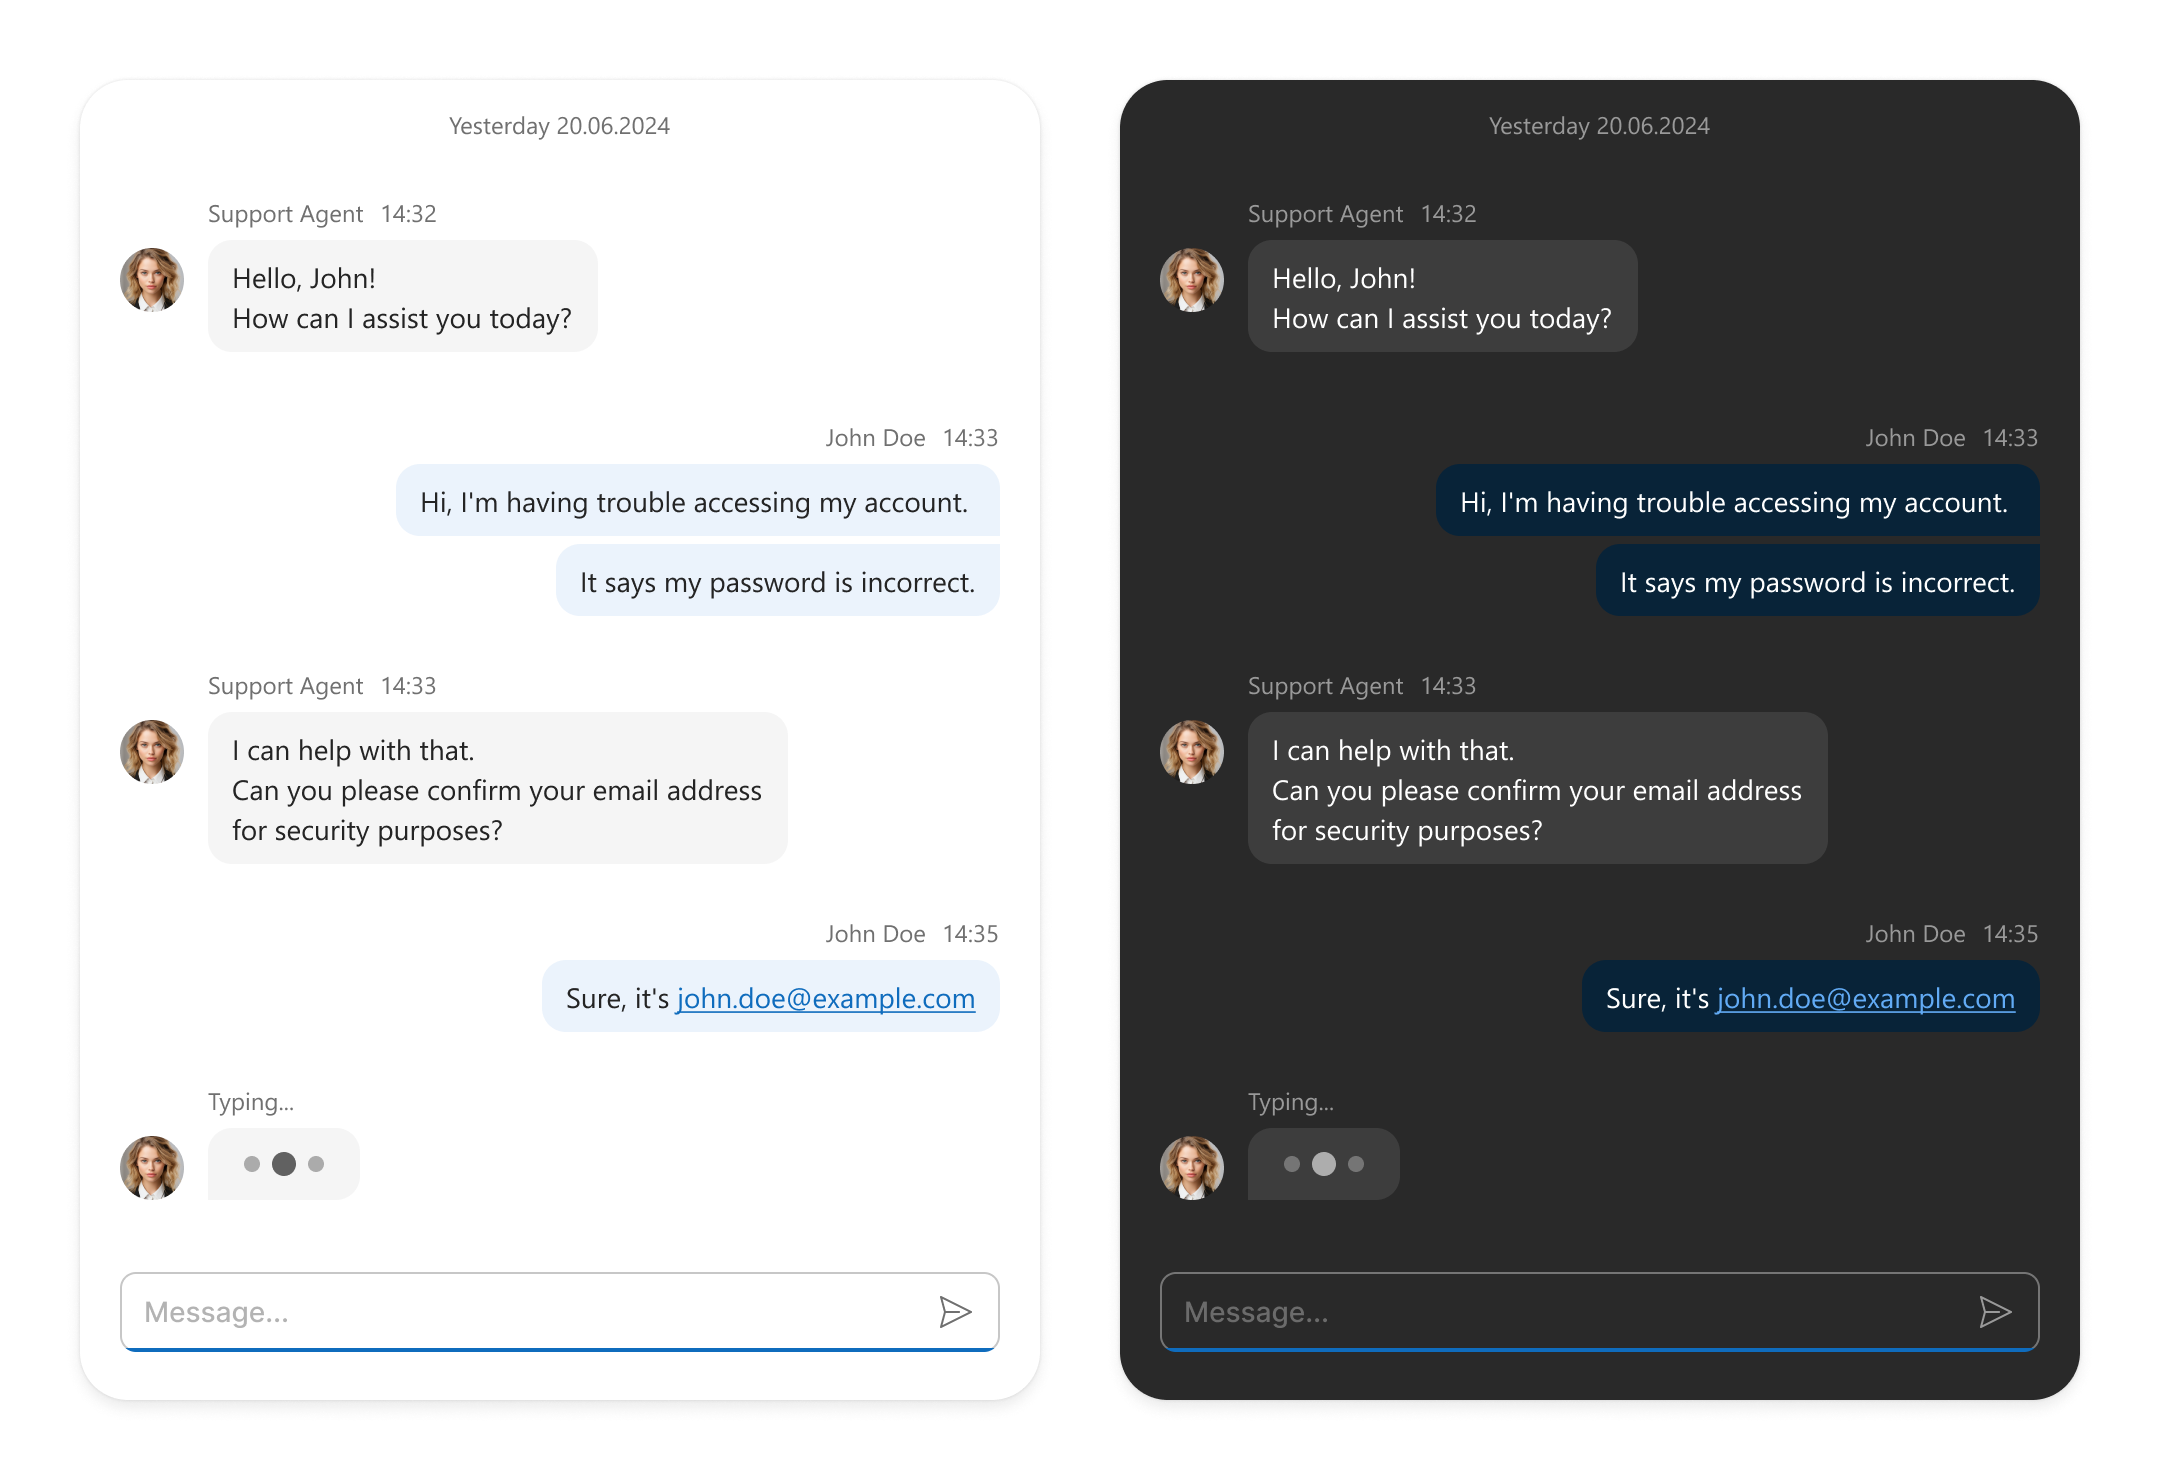 Yesterday 20.06.2024
Support Agent 14:32
Hello, John!
How can I assist you today?
John Doe 14:33
Hi, I'm having trouble accessing my account.
It says my password is incorrect.
Support Agent 14:33
I can help with that.
Can you please confirm your email address
for security purposes?
John Doe 14:35
Sure, it's john.doe@example.com
Typing...
Message...
Yesterday 20.06.2024
Support Agent 14:32
Hello, John!
How can I assist you today?
John Doe 14:33
Hi, I'm having trouble accessing my account.
It says my password is incorrect.
Support Agent 14:33
I can help with that.
Can you please confirm your email address
for security purposes?
John Doe 14:35
Sure, it's john.doe@example.com
Typing...
Message...